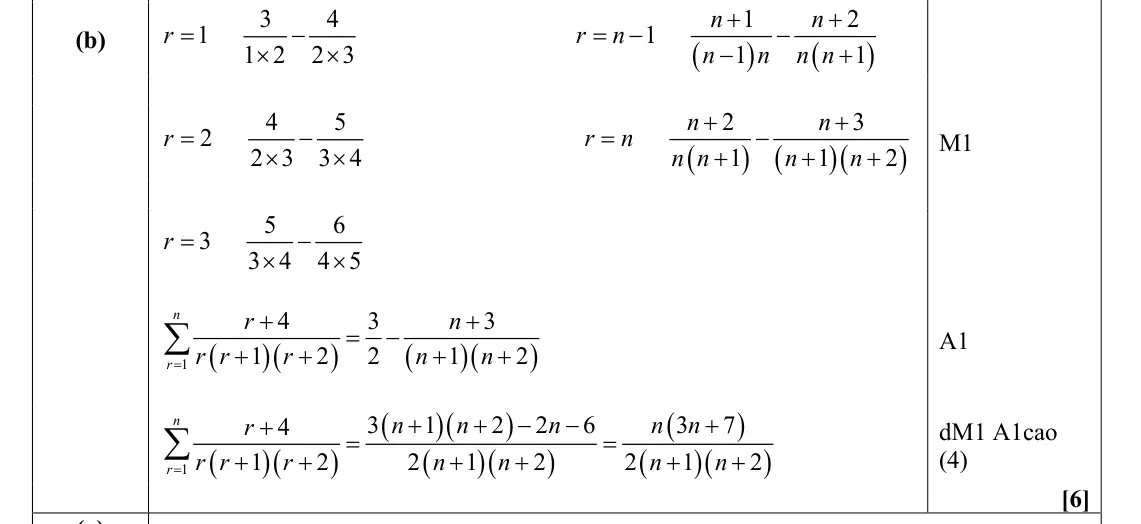 (b) r = 1 3/(1×2) − 4/(2×3) r = n − 1 (n+1)/((n−1)n) − (n+2)/(n(n+1))
r = 2 4/(2×3) − 5/(3×4) r = n (n+2)/(n(n+1)) − (n+3)/((n+1)(n+2)) M1
r = 3 5/(3×4) − 6/(4×5)
∑_{r=1}^{n} (r+4)/(r(r+1)(r+2)) = 3/2 − (n+3)/((n+1)(n+2)) A1
∑_{r=1}^{n} (r+4)/(r(r+1)(r+2)) = (3(n+1)(n+2)−2n−6)/(2(n+1)(n+2)) = n(3n+7)/(2(n+1)(n+2)) dM1 A1cao
(4)
[6]